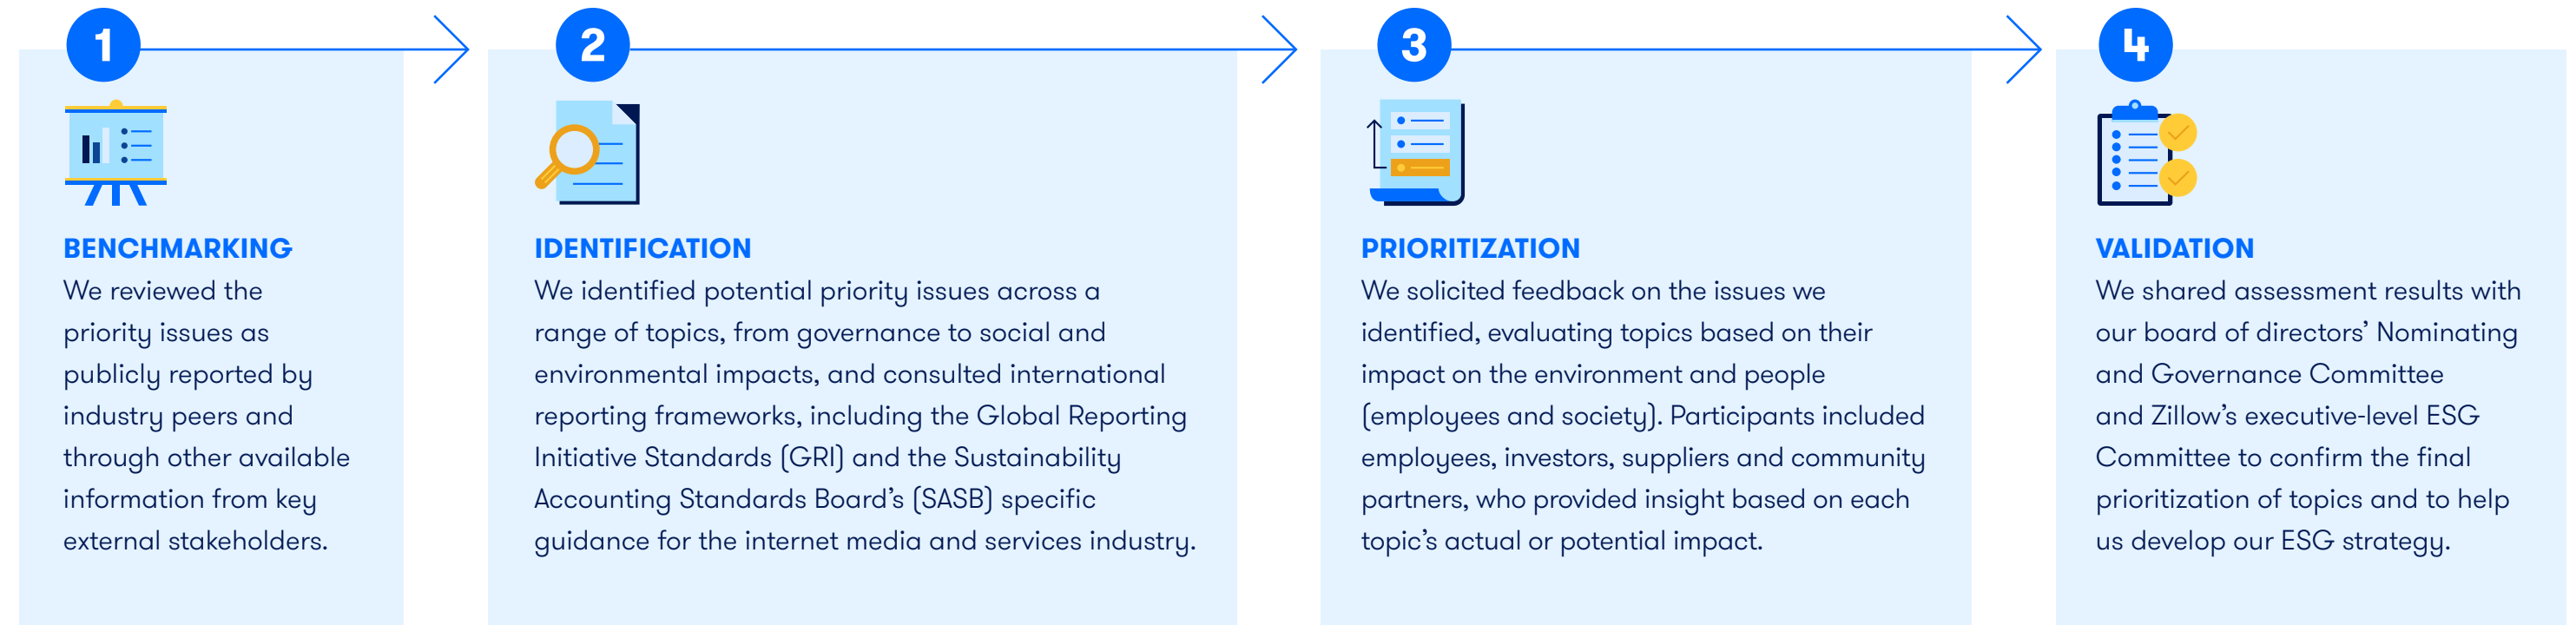 1
BENCHMARKING
We reviewed the
priority issues as
publicly reported by
industry peers and
through other available
information from key
external stakeholders.
2
IDENTIFICATION
We identified potential priority issues across a
range of topics, from governance to social and
environmental impacts, and consulted international
reporting frameworks, including the Global Reporting
Initiative Standards (GRI) and the Sustainability
Accounting Standards Board’s (SASB) specific
guidance for the internet media and services industry.
3
PRIORITIZATION
We solicited feedback on the issues we
identified, evaluating topics based on their
impact on the environment and people
(employees and society). Participants included
employees, investors, suppliers and community
partners, who provided insight based on each
topic’s actual or potential impact.
4
VALIDATION
We shared assessment results with
our board of directors’ Nominating
and Governance Committee
and Zillow’s executive-level ESG
Committee to confirm the final
prioritization of topics and to help
us develop our ESG strategy.